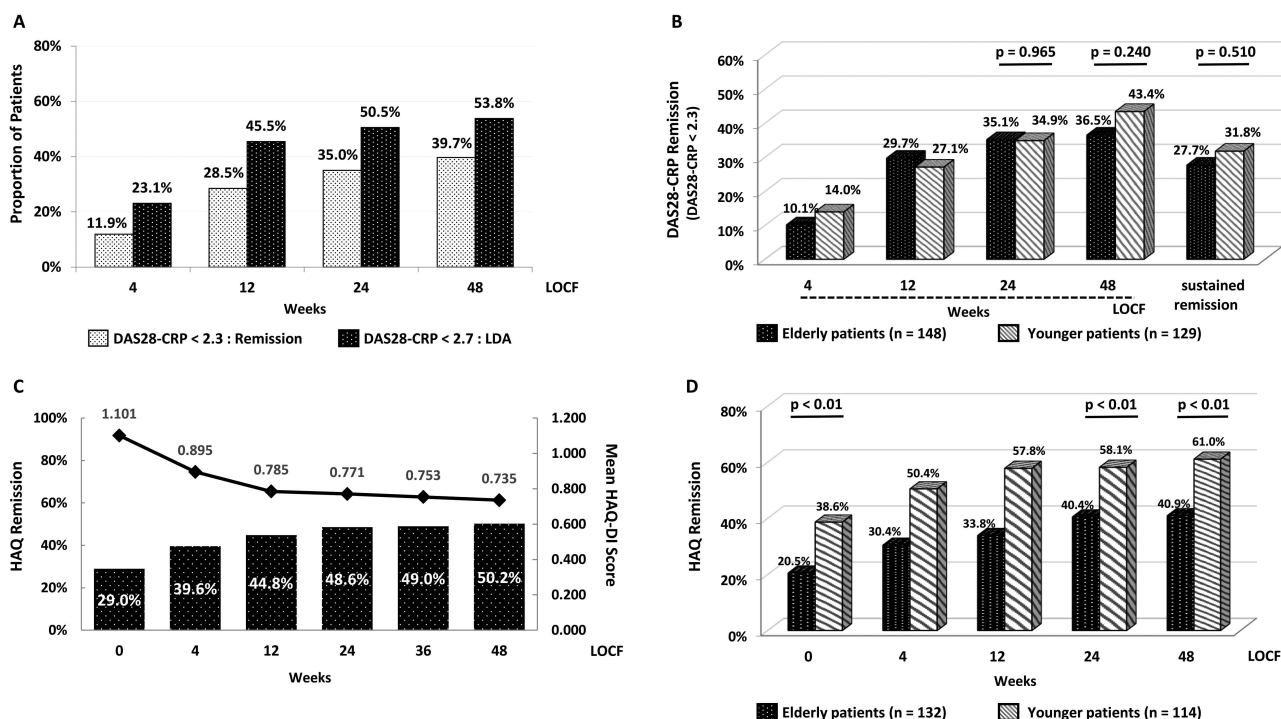 A
80%
60%
40%
20%
0%
Proportion of Patients
11.9%
23.1%
28.5%
45.5%
35.0%
50.5%
39.7%
53.8%
4 12 24 48 LOCF
Weeks
DAS28-CRP < 2.3 : Remission DAS28-CRP < 2.7 : LDA
B
60%
50%
40%
30%
20%
10%
0%
DAS28-CRP Remission
(DAS28-CRP < 2.3)
p = 0.965 p = 0.240 p = 0.510
10.1%
14.0%
29.7%
27.1%
35.1%
34.9%
36.5%
43.4%
27.7%
31.8%
4 12 24 48 sustained
remission
Weeks LOCF
Elderly patients (n = 148) Younger patients (n = 129)
C
100%
80%
60%
40%
20%
0%
HAQ Remission
1.101
0.895
0.785
0.771
0.753
0.735
29.0%
39.6%
44.8%
48.6%
49.0%
50.2%
1.200
1.000
0.800
0.600
0.400
0.200
0.000
Mean HAQ-DI Score
0 4 12 24 36 48 LOCF
Weeks
D
80%
60%
40%
20%
0%
HAQ Remission
p < 0.01 p < 0.01 p < 0.01
20.5%
38.6%
30.4%
50.4%
33.8%
57.8%
40.4%
58.1%
40.9%
61.0%
0 4 12 24 48 LOCF
Weeks
Elderly patients (n = 132) Younger patients (n = 114)